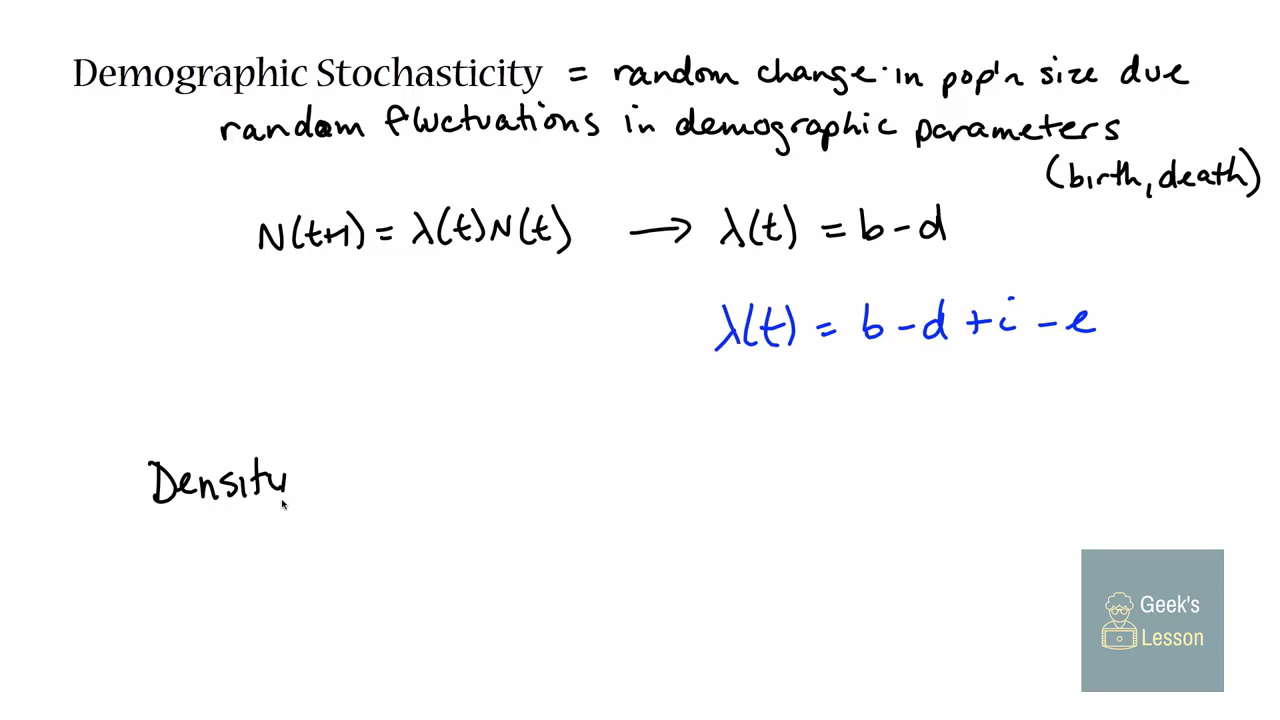 Demographic Stochasticity = random change in pop'n size due
random fluctuations in demographic parameters
(birth, death)
N(t+1) = λ(t)N(t) → λ(t) = b - d
λ(t) = b - d + i - e
Density
Geek's
Lesson